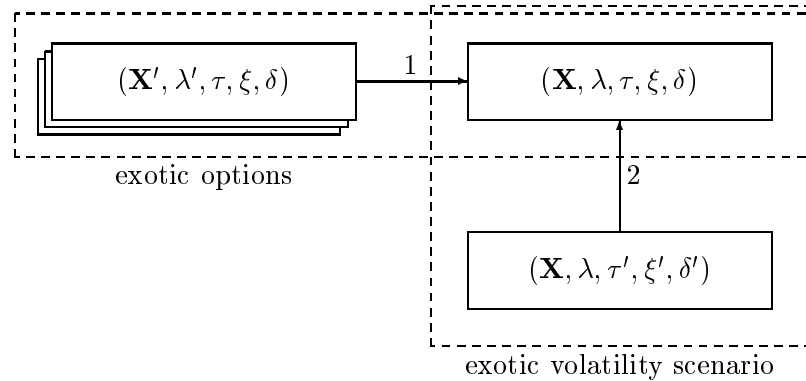 (X′, λ′, τ, ξ, δ)
1
(X, λ, τ, ξ, δ)
exotic options
2
(X, λ, τ′, ξ′, δ′)
exotic volatility scenario